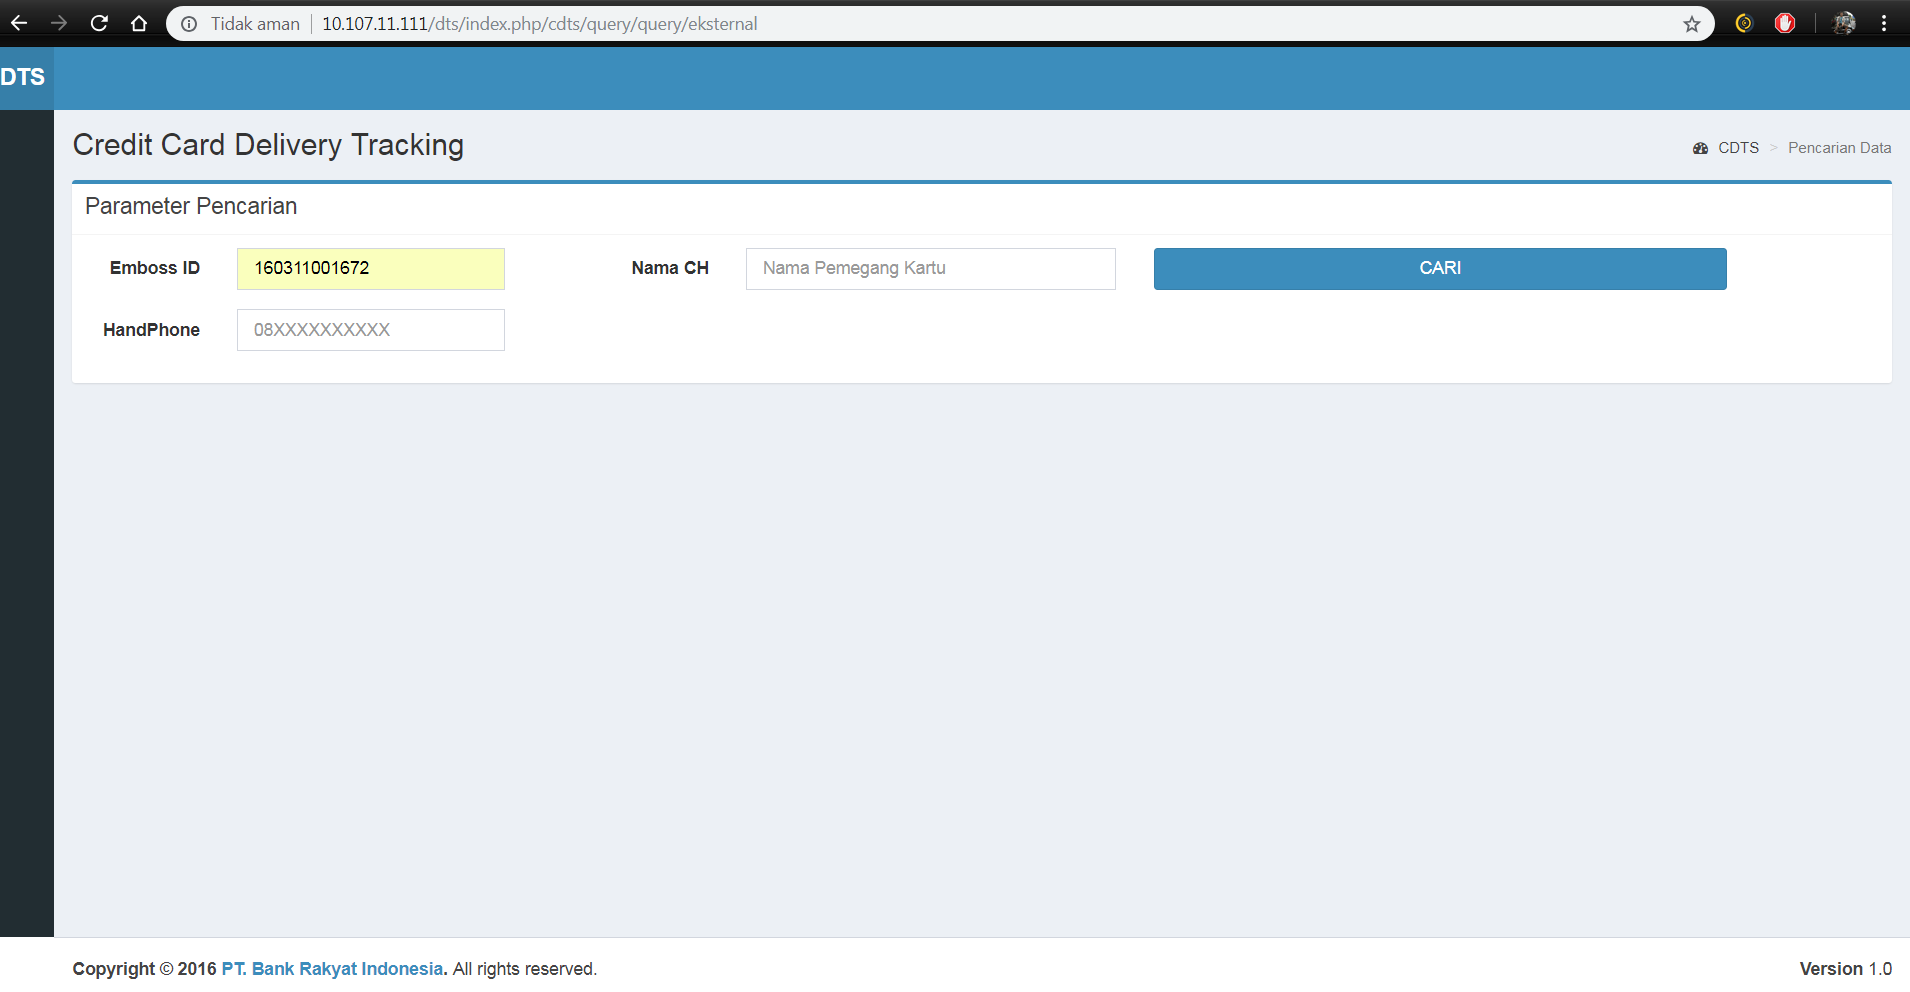 Tidak aman 10.107.11.111/dts/index.php/cdts/query/query/eksternal
DTS
Credit Card Delivery Tracking
CDTS > Pencarian Data
Parameter Pencarian
Emboss ID 160311001672 Nama CH Nama Pemegang Kartu CARI
HandPhone 08XXXXXXXXXX
Copyright © 2016 PT. Bank Rakyat Indonesia. All rights reserved. Version 1.0